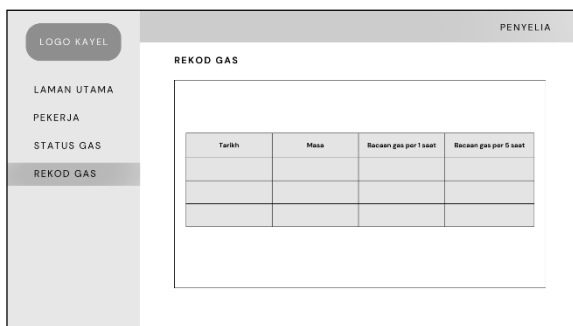 PENYELIA
LOGO KAYEL
LAMAN UTAMA
PEKERJA
STATUS GAS
REKOD GAS
REKOD GAS
Tarikh Masa Bacaan gas per 1 saat Bacaan gas per 5 saat